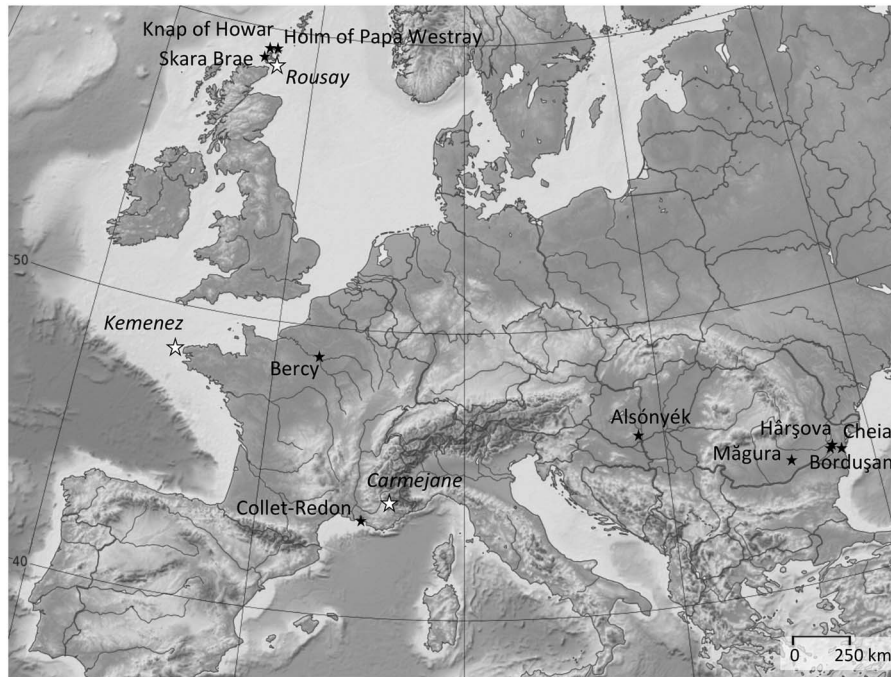 Knap of Howar
Holm of Papa Westray
Skara Brae
Rousay
50
Kemenez
Bercy
Alsónyék
Hârşova
Cheia
Măgura
Borduşani
Carmejane
Collet-Redon
40
0 250 km